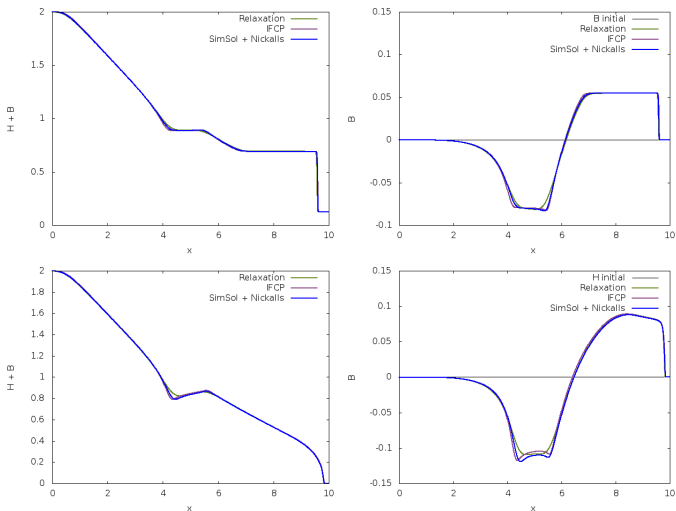 2
1.5
1
0.5
0
0 2 4 6 8 10
x
H + B
Relaxation
IFCP
SimSol + Nickalls
0.15
0.1
0.05
0
-0.05
-0.1
0 2 4 6 8 10
x
B
B initial
Relaxation
IFCP
SimSol + Nickalls
2
1.8
1.6
1.4
1.2
1
0.8
0.6
0.4
0.2
0
0 2 4 6 8 10
x
H + B
Relaxation
IFCP
SimSol + Nickalls
0.15
0.1
0.05
0
-0.05
-0.1
-0.15
0 2 4 6 8 10
x
B
H initial
Relaxation
IFCP
SimSol + Nickalls